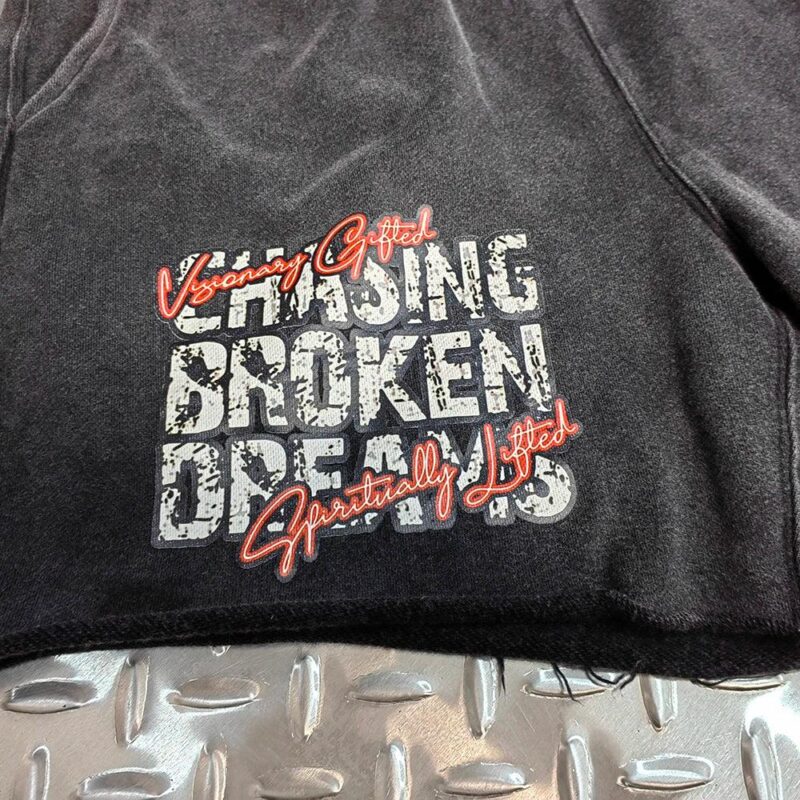 Visionary Gifted
CHASING
BROKEN
DREAMS
Spiritually Lifted